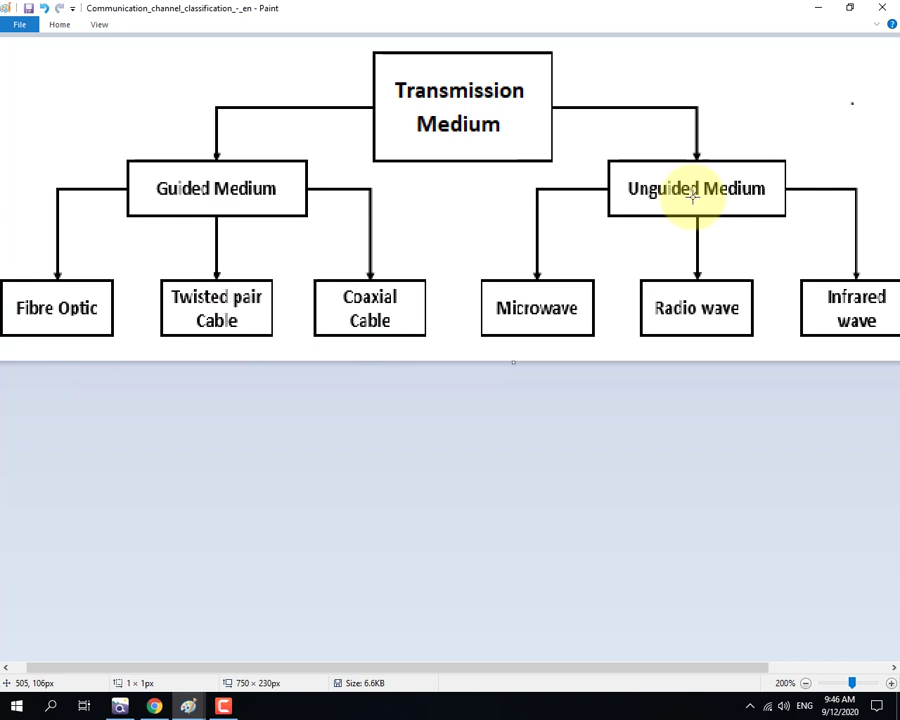 Communication_channel_classification_-_en - Paint
File Home View
Transmission
Medium
Guided Medium
Unguided Medium
Fibre Optic
Twisted pair
Cable
Coaxial
Cable
Microwave
Radio wave
Infrared
wave
505, 106px
1 × 1px
750 × 230px
Size: 6.6KB
200%
ENG
9:46 AM
9/12/2020